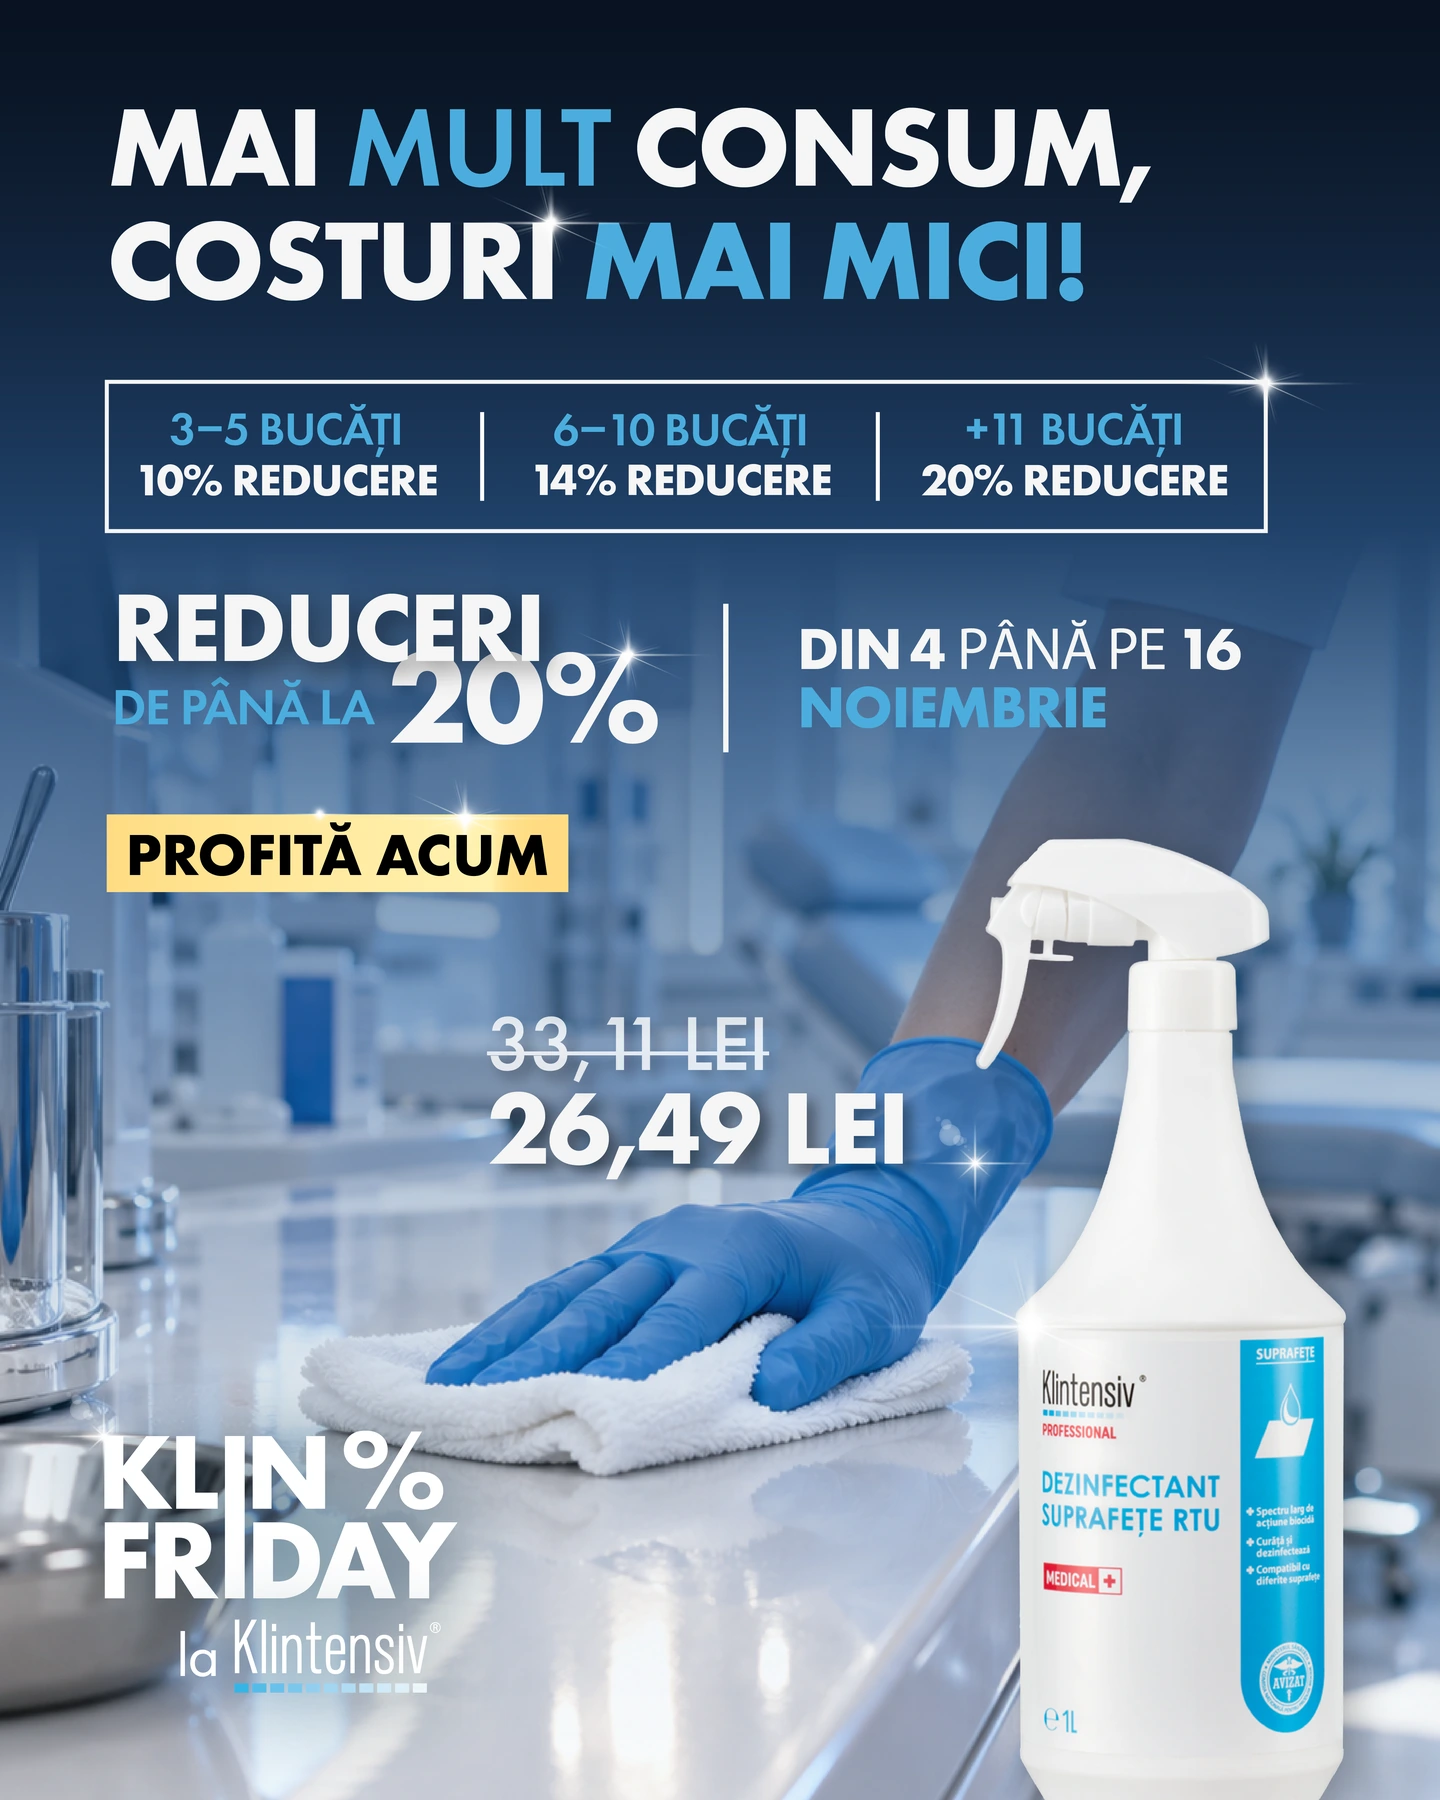 MAI MULT CONSUM,
COSTURI MAI MICI!
3–5 BUCĂȚI
10% REDUCERE
6–10 BUCĂȚI
14% REDUCERE
+11 BUCĂȚI
20% REDUCERE
REDUCERI
DE PÂNĂ LA 20%
DIN 4 PÂNĂ PE 16
NOIEMBRIE
PROFITĂ ACUM
33, 11 LEI
26,49 LEI
KLIN %
FRIDAY
la Klintensiv®
Klintensiv®
PROFESSIONAL
DEZINFECTANT
SUPRAFEȚE RTU
MEDICAL +
℮ 1L
SUPRAFEȚE
+ Spectru larg de
acțiune biocidă
+ Curăță și
dezinfectează
+ Compatibil cu
diferite suprafețe
AVIZAT